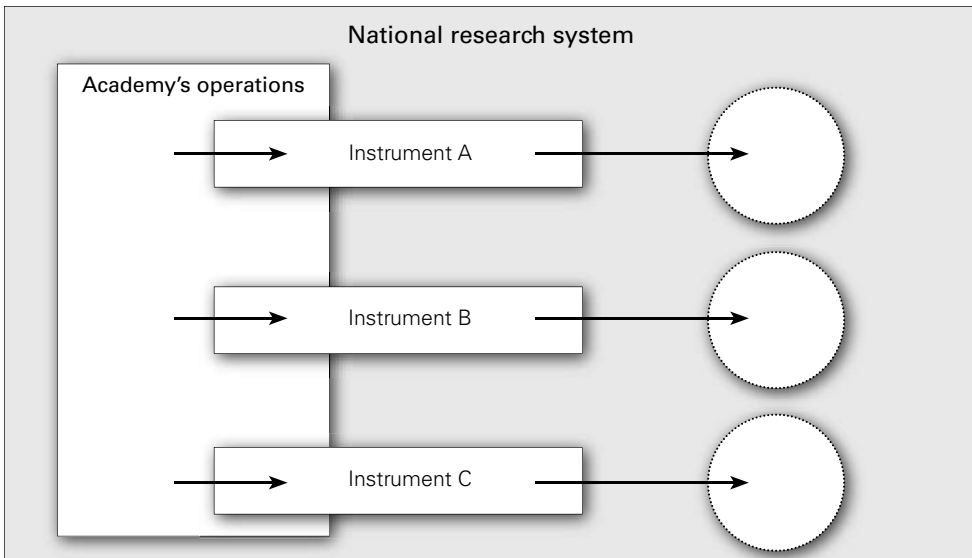 National research system
Academy's operations
Instrument A
Instrument B
Instrument C